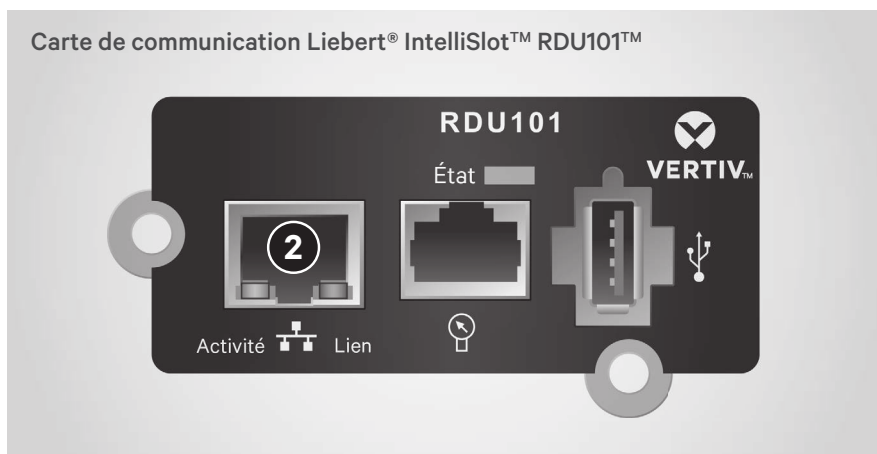 Carte de communication Liebert® IntelliSlot™ RDU101™
RDU101
VERTIV™
État
2
Activité
Lien